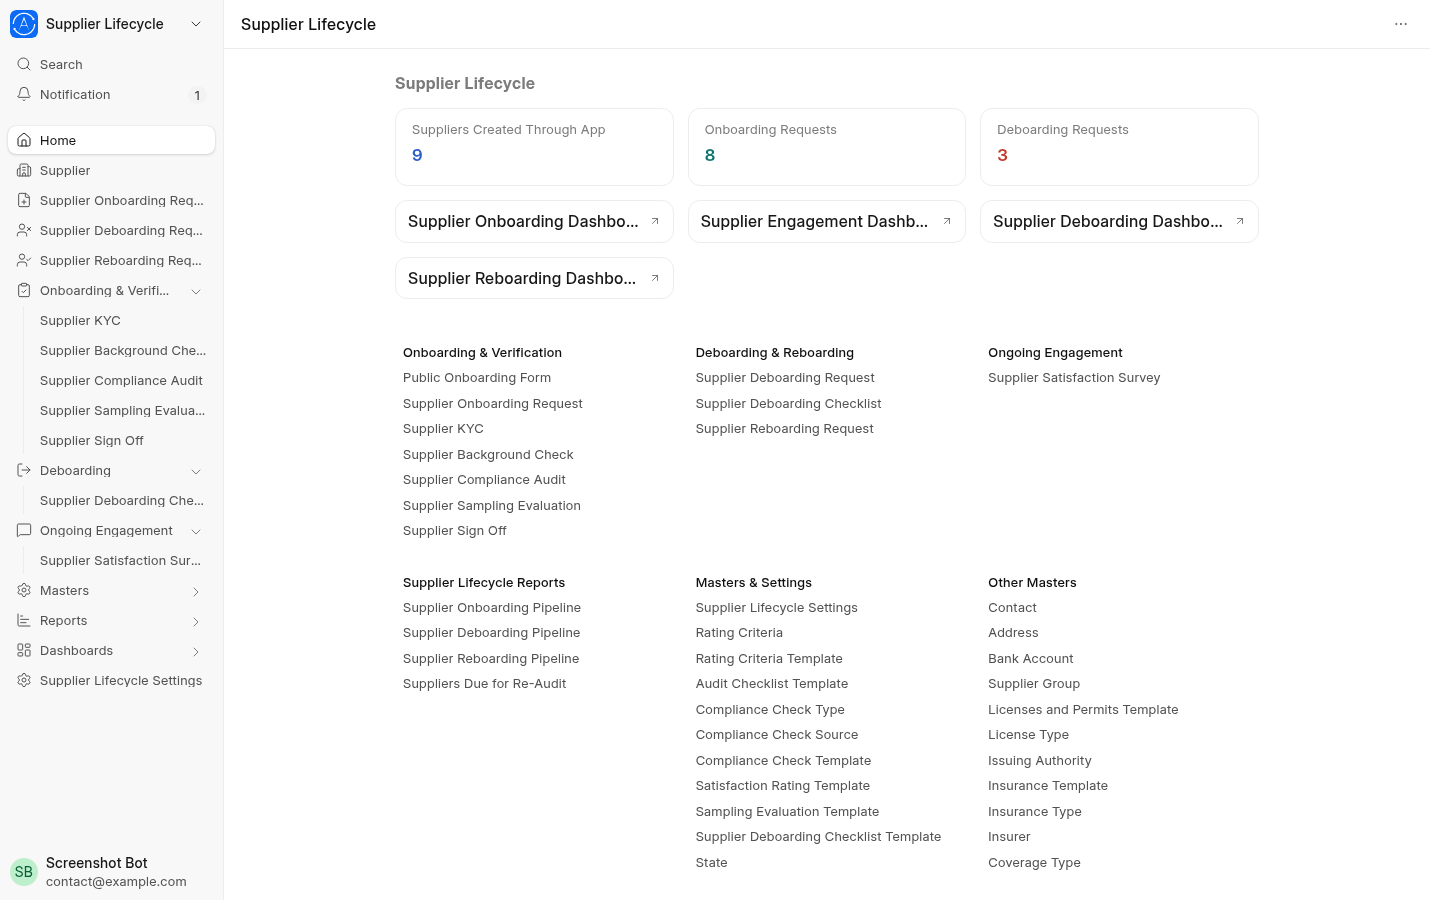 Supplier Lifecycle
Search
Notification
1
Home
Supplier
Supplier Onboarding Req...
Supplier Deboarding Req...
Supplier Reboarding Req...
Onboarding & Verifi...
Supplier KYC
Supplier Background Che...
Supplier Compliance Audit
Supplier Sampling Evalua...
Supplier Sign Off
Deboarding
Supplier Deboarding Che...
Ongoing Engagement
Supplier Satisfaction Sur...
Masters
Reports
Dashboards
Supplier Lifecycle Settings
SB
Screenshot Bot
contact@example.com
Supplier Lifecycle
Supplier Lifecycle
Suppliers Created Through App
9
Onboarding Requests
8
Deboarding Requests
3
Supplier Onboarding Dashbo...
Supplier Engagement Dashb...
Supplier Deboarding Dashbo...
Supplier Reboarding Dashbo...
Onboarding & Verification
Public Onboarding Form
Supplier Onboarding Request
Supplier KYC
Supplier Background Check
Supplier Compliance Audit
Supplier Sampling Evaluation
Supplier Sign Off
Deboarding & Reboarding
Supplier Deboarding Request
Supplier Deboarding Checklist
Supplier Reboarding Request
Ongoing Engagement
Supplier Satisfaction Survey
Supplier Lifecycle Reports
Supplier Onboarding Pipeline
Supplier Deboarding Pipeline
Supplier Reboarding Pipeline
Suppliers Due for Re-Audit
Masters & Settings
Supplier Lifecycle Settings
Rating Criteria
Rating Criteria Template
Audit Checklist Template
Compliance Check Type
Compliance Check Source
Compliance Check Template
Satisfaction Rating Template
Sampling Evaluation Template
Supplier Deboarding Checklist Template
State
Other Masters
Contact
Address
Bank Account
Supplier Group
Licenses and Permits Template
License Type
Issuing Authority
Insurance Template
Insurance Type
Insurer
Coverage Type